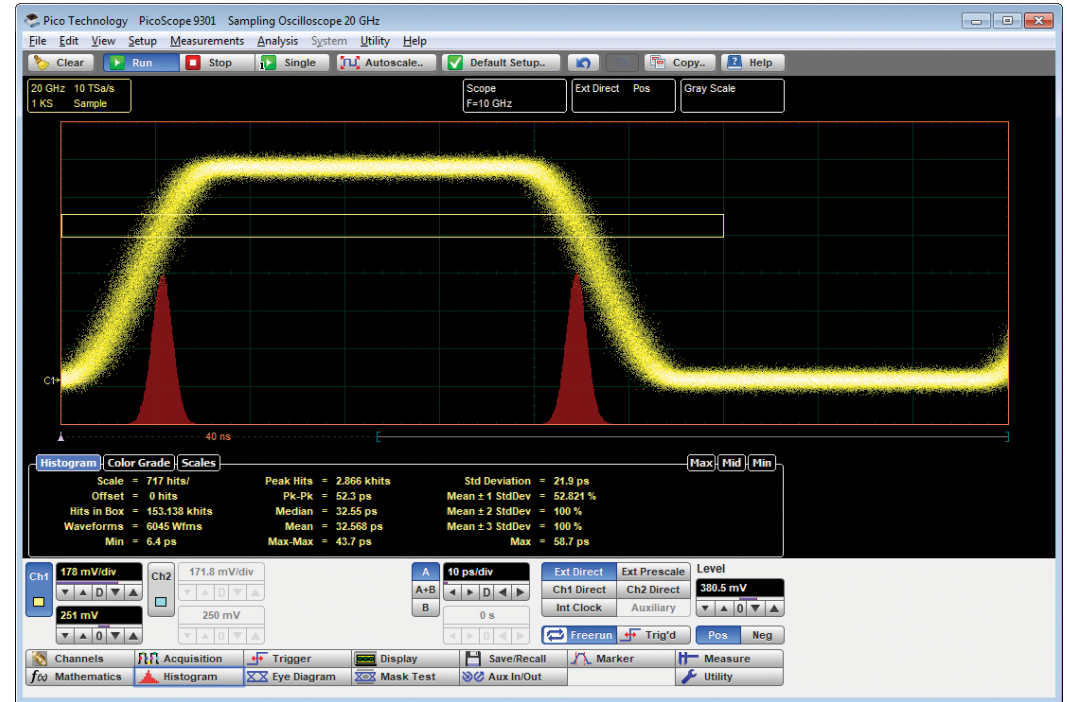 Pico Technology PicoScope 9301 Sampling Oscilloscope 20 GHz
File Edit View Setup Measurements Analysis System Utility Help
Clear Run Stop Single Autoscale.. Default Setup.. Copy.. Help
20 GHz 10 TSa/s Scope Ext Direct Pos Gray Scale
1 KS Sample F=10 GHz
C1
40 ns
Histogram Color Grade Scales Max Mid Min
Scale = 717 hits/ Peak Hits = 2.866 khits Std Deviation = 21.9 ps
Offset = 0 hits Pk-Pk = 52.3 ps Mean ± 1 StdDev = 52.821 %
Hits in Box = 153.138 khits Median = 32.55 ps Mean ± 2 StdDev = 100 %
Waveforms = 6045 Wfms Mean = 32.568 ps Mean ± 3 StdDev = 100 %
Min = 6.4 ps Max-Max = 43.7 ps Max = 58.7 ps
Ch1 178 mV/div Ch2 171.8 mV/div A 10 ps/div Ext Direct Ext Prescale Level
D D A+B D Ch1 Direct Ch2 Direct 380.5 mV
251 mV 250 mV B 0 s Int Clock Auxiliary 0
0 0 0 Freerun Trig'd Pos Neg
Channels Acquisition Trigger Display Save/Recall Marker Measure
f(x) Mathematics Histogram Eye Diagram Mask Test Aux In/Out Utility